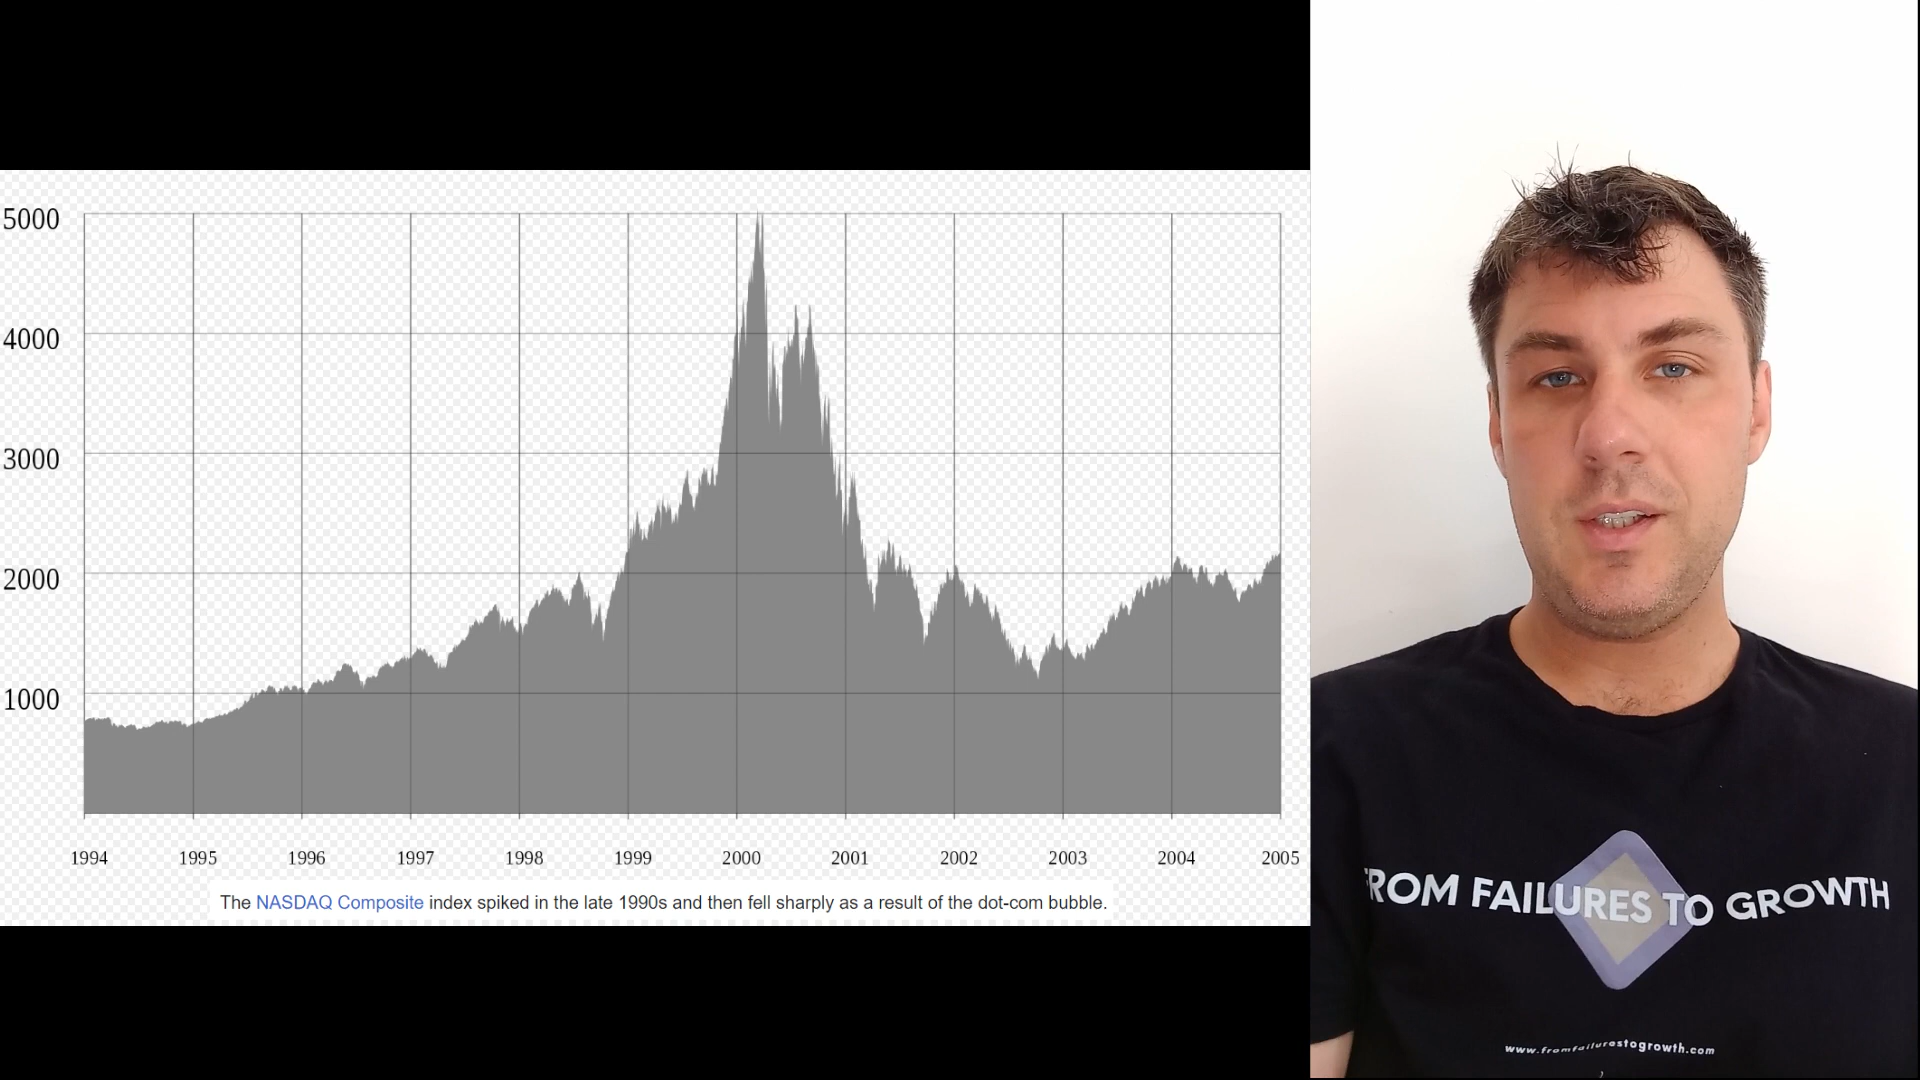 5000
4000
3000
2000
1000
1994 1995 1996 1997 1998 1999 2000 2001 2002 2003 2004 2005
The NASDAQ Composite index spiked in the late 1990s and then fell sharply as a result of the dot-com bubble.
FROM FAILURES TO GROWTH
www.fromfailurestogrowth.com